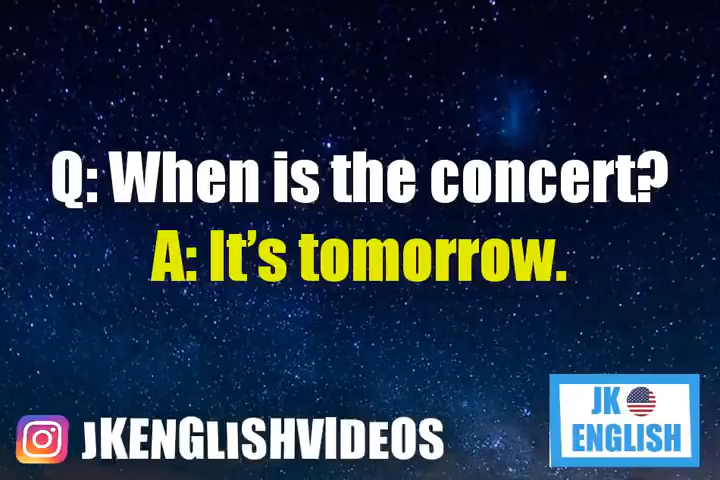 Q: When is the concert?
A: It's tomorrow.
JKENGLISHVIDEOS
JK
ENGLISH